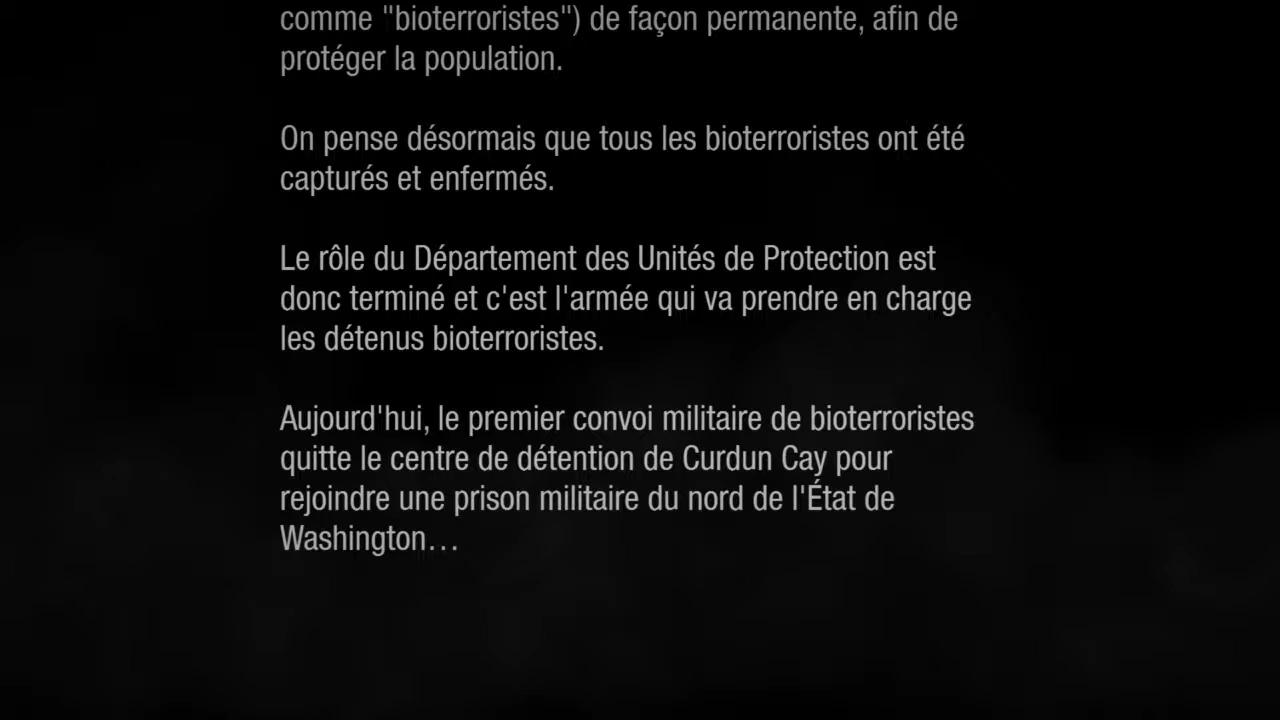 comme "bioterroristes") de façon permanente, afin de
protéger la population.
On pense désormais que tous les bioterroristes ont été
capturés et enfermés.
Le rôle du Département des Unités de Protection est
donc terminé et c'est l'armée qui va prendre en charge
les détenus bioterroristes.
Aujourd'hui, le premier convoi militaire de bioterroristes
quitte le centre de détention de Curdun Cay pour
rejoindre une prison militaire du nord de l'État de
Washington…